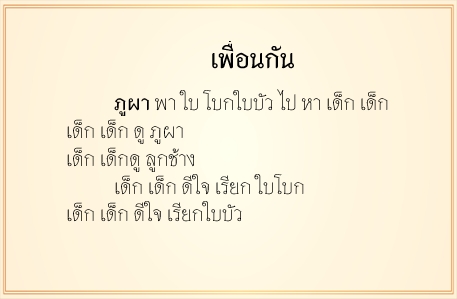 เพื่อนกัน
ภูผา พา ใบ โบกใบบัว ไป หา เด็ก เด็ก
เด็ก เด็ก ดู ภูผา
เด็ก เด็กดู ลูกช้าง
เด็ก เด็ก ดีใจ เรียก ใบโบก
เด็ก เด็ก ดีใจ เรียกใบบัว